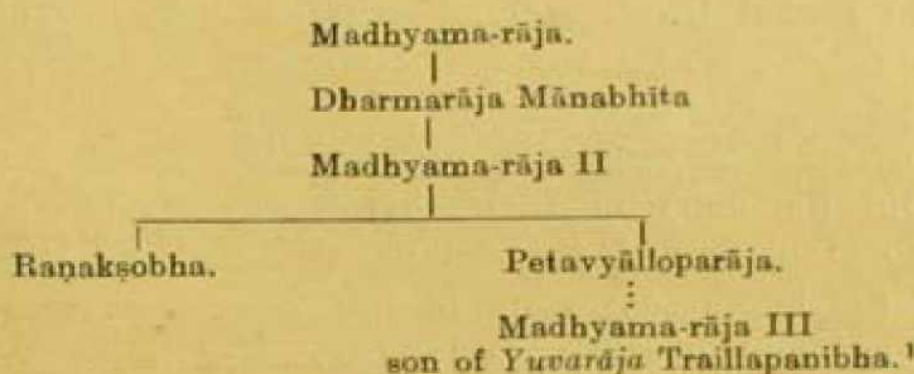 Madhyama-rāja.
Dharmarāja Mānabhīta
Madhyama-rāja II
Raṇakṣobha. Petavyālloparāja.
Madhyama-rāja III
son of Yuvarāja Traillapanibha.¹